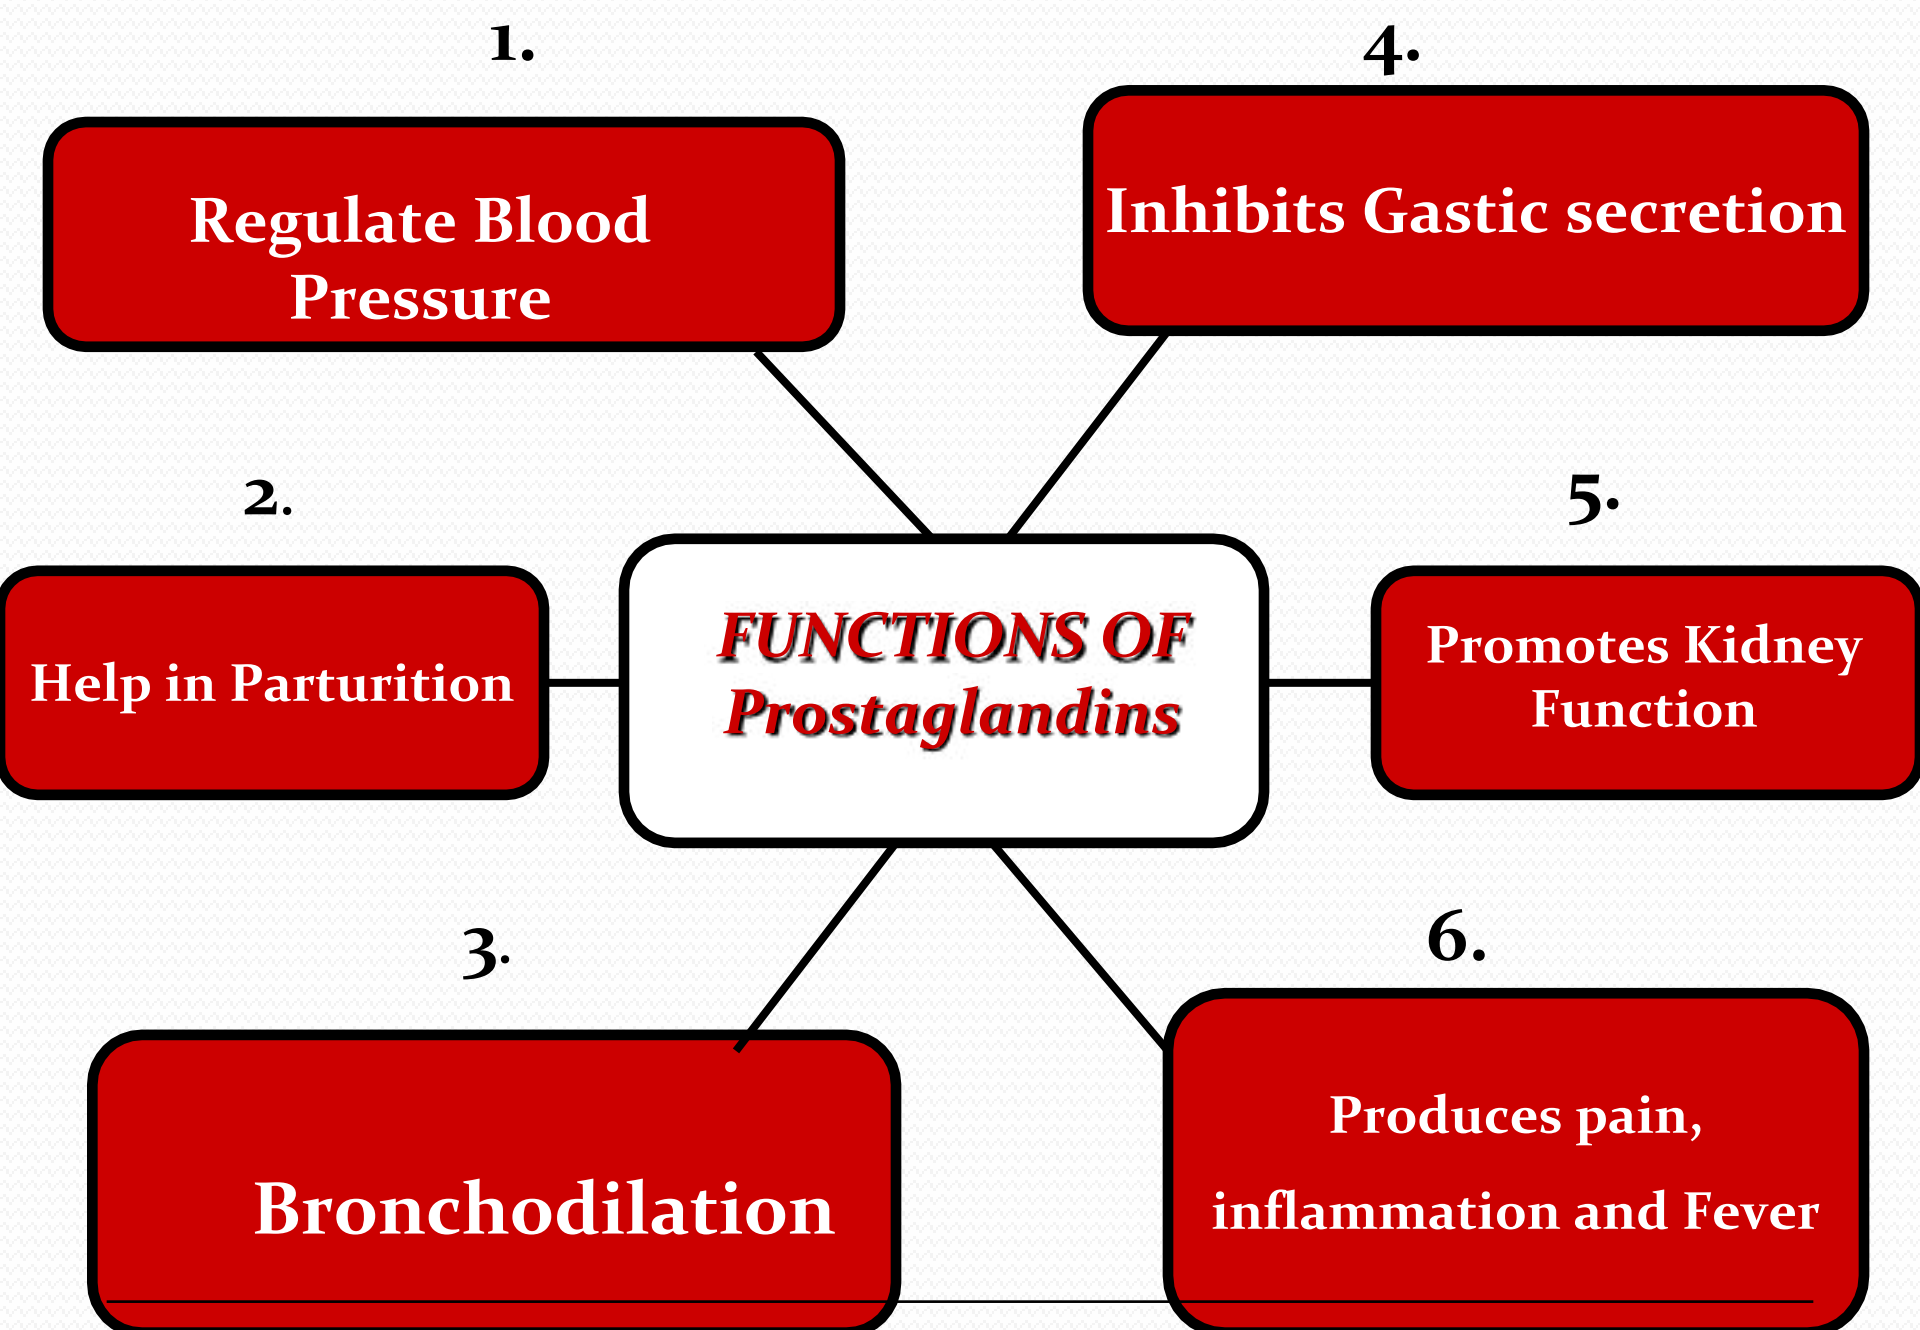 1.
Regulate Blood
Pressure
2.
Help in Parturition
3.
Bronchodilation
FUNCTIONS OF
Prostaglandins
4.
Inhibits Gastic secretion
5.
Promotes Kidney
Function
6.
Produces pain,
inflammation and Fever